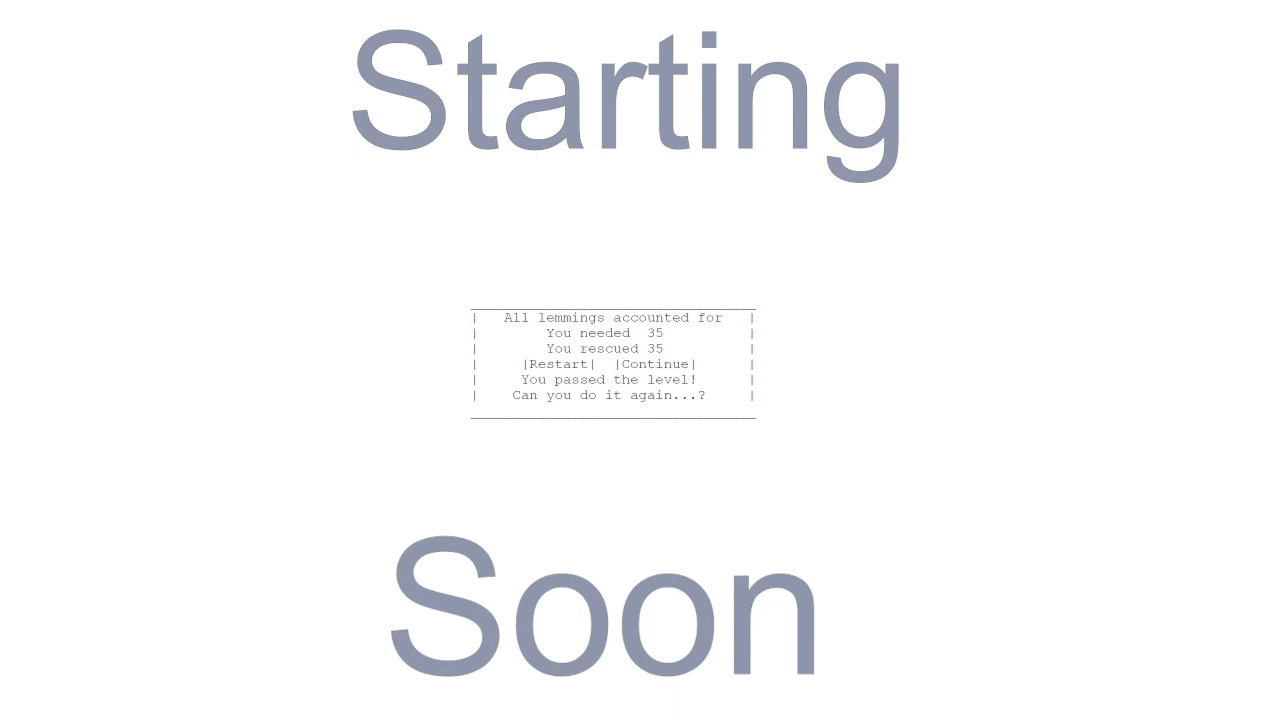 Starting
All lemmings accounted for
You needed  35
You rescued 35
|Restart|  |Continue|
You passed the level!
Can you do it again...?
Soon